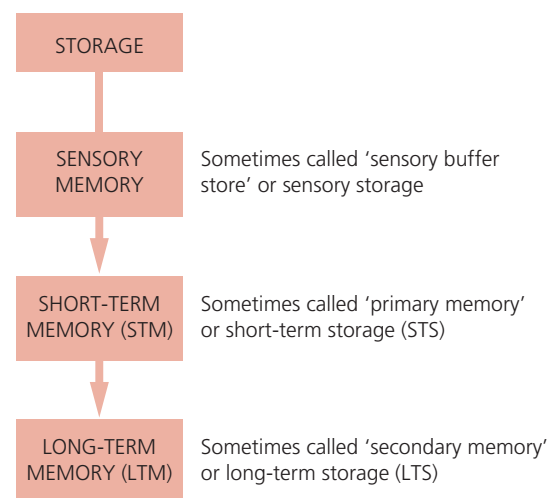 STORAGE
SENSORY
MEMORY
Sometimes called ‘sensory buffer
store’ or sensory storage
SHORT-TERM
MEMORY (STM)
Sometimes called ‘primary memory’
or short-term storage (STS)
LONG-TERM
MEMORY (LTM)
Sometimes called ‘secondary memory’
or long-term storage (LTS)